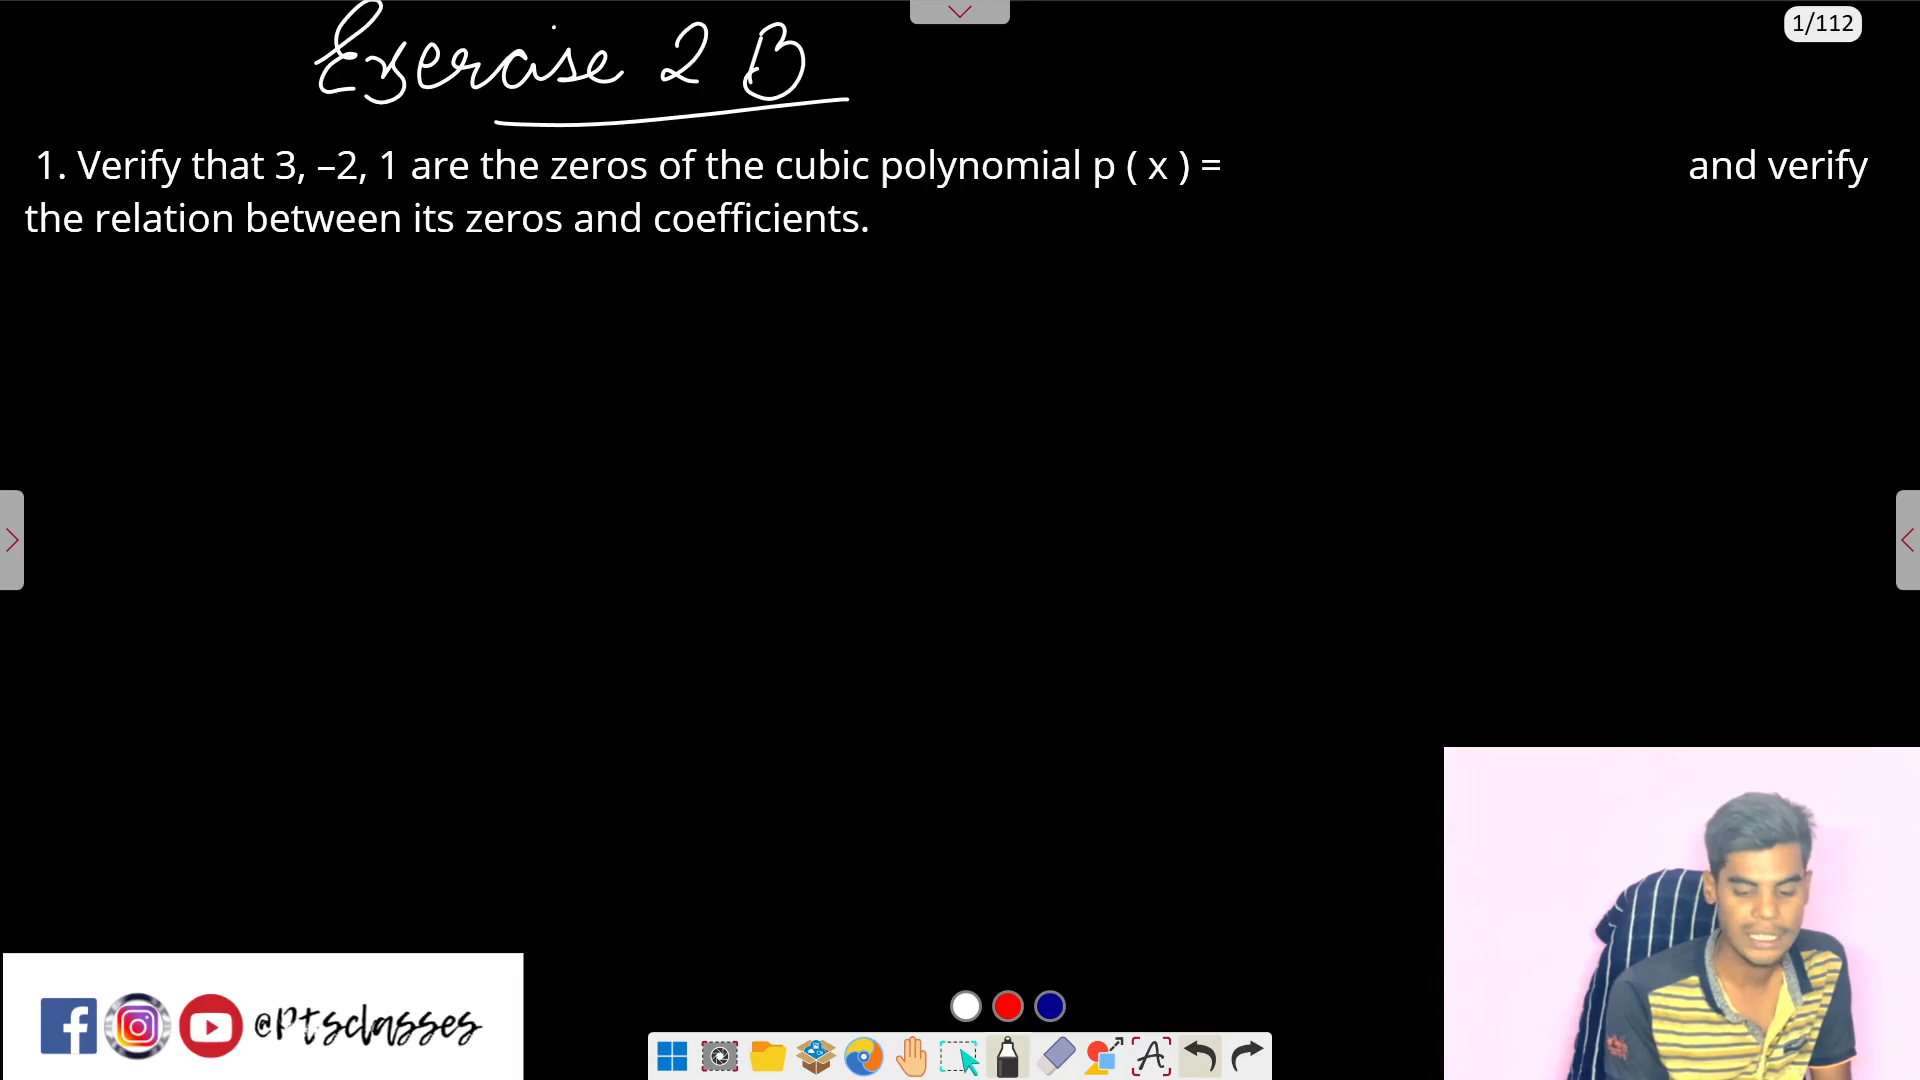 1/112
Exercise 2 B
1. Verify that 3, –2, 1 are the zeros of the cubic polynomial p ( x ) = and verify
the relation between its zeros and coefficients.
@Ptsclasses